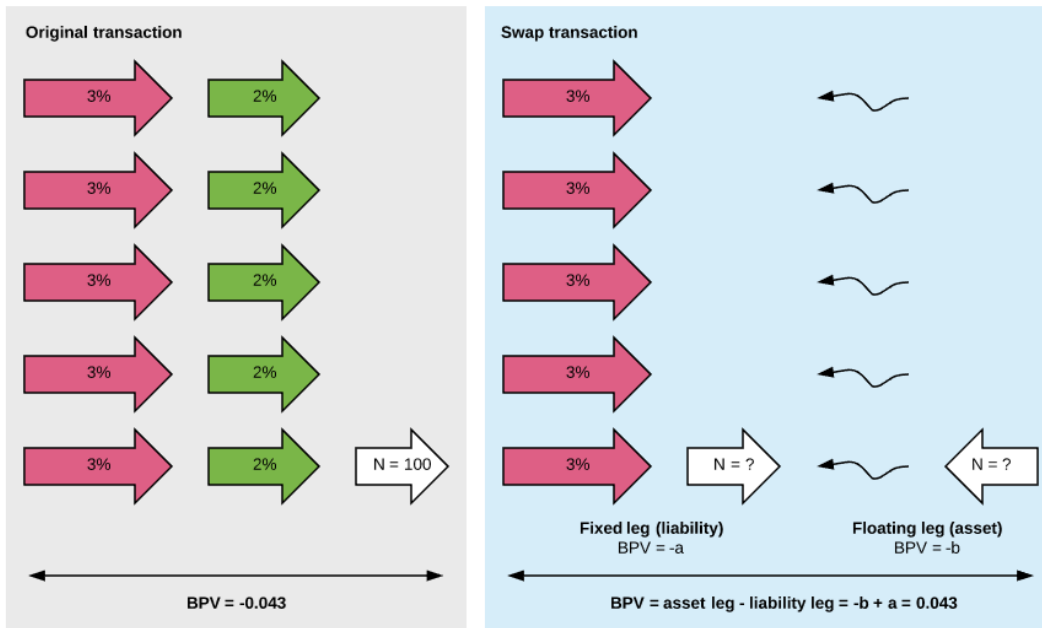 Original transaction
3% 2%
3% 2%
3% 2%
3% 2%
3% 2% N = 100
BPV = -0.043
Swap transaction
3%
3%
3%
3%
3% N = ? N = ?
Fixed leg (liability) Floating leg (asset)
BPV = -a BPV = -b
BPV = asset leg - liability leg = -b + a = 0.043